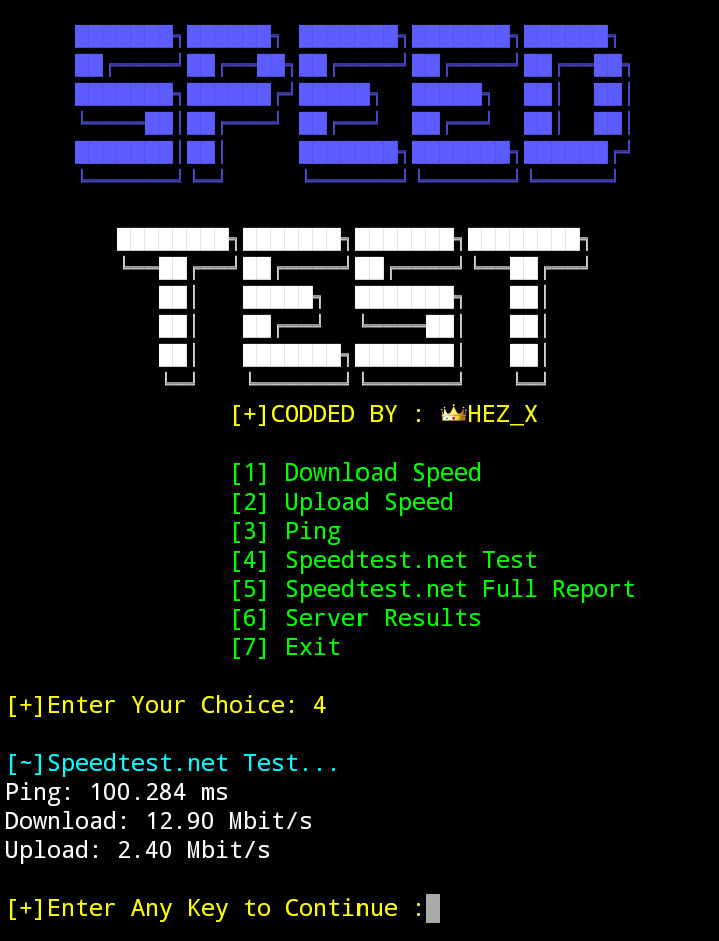 SPEED
TEST
[+]CODDED BY : 👑HEZ_X
[1] Download Speed
[2] Upload Speed
[3] Ping
[4] Speedtest.net Test
[5] Speedtest.net Full Report
[6] Server Results
[7] Exit
[+]Enter Your Choice: 4
[~]Speedtest.net Test...
Ping: 100.284 ms
Download: 12.90 Mbit/s
Upload: 2.40 Mbit/s
[+]Enter Any Key to Continue :